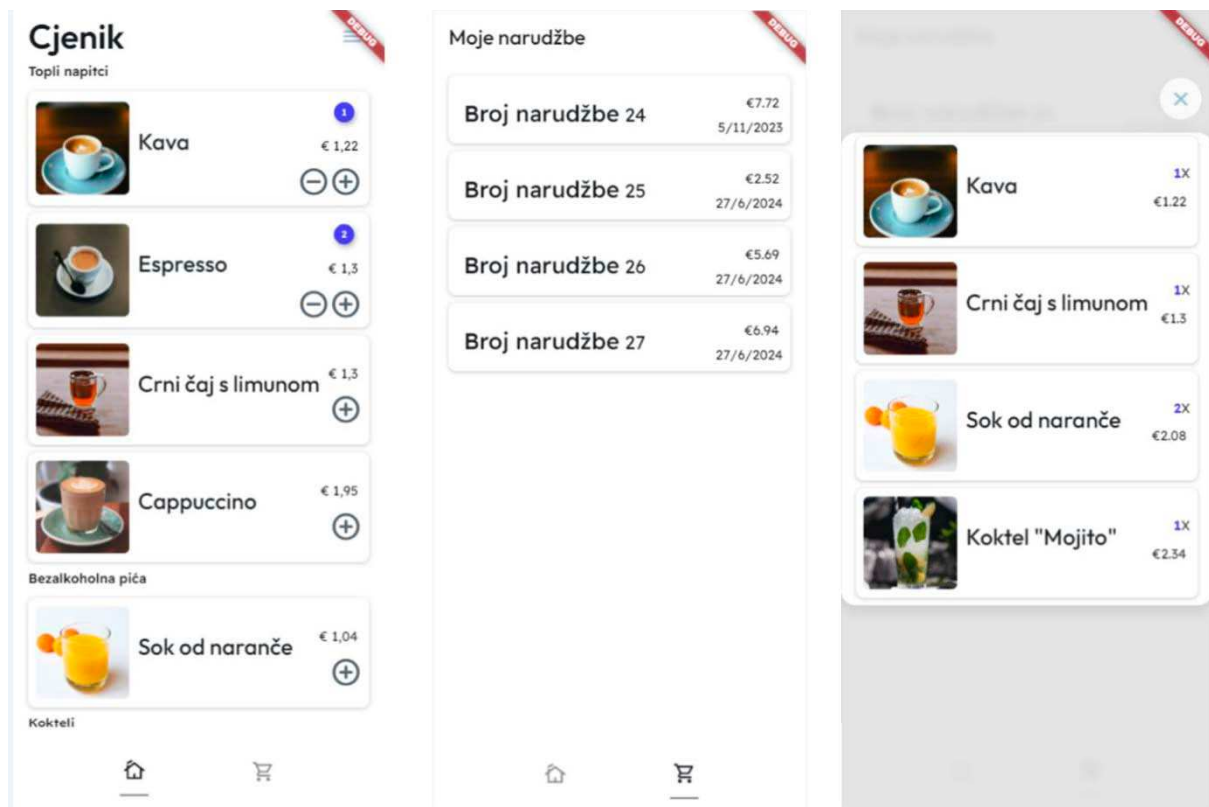 Cjenik
DEBUG
Topli napitci
1
Kava
€ 1,22
2
Espresso
€ 1,3
Crni čaj s limunom
€ 1,3
Cappuccino
€ 1,95
Bezalkoholna pića
Sok od naranče
€ 1,04
Kokteli
DEBUG
Moje narudžbe
Broj narudžbe 24
€7.72
5/11/2023
Broj narudžbe 25
€2.52
27/6/2024
Broj narudžbe 26
€5.69
27/6/2024
Broj narudžbe 27
€6.94
27/6/2024
DEBUG
Kava
1X
€1.22
Crni čaj s limunom
1X
€1.3
Sok od naranče
2X
€2.08
Koktel "Mojito"
1X
€2.34